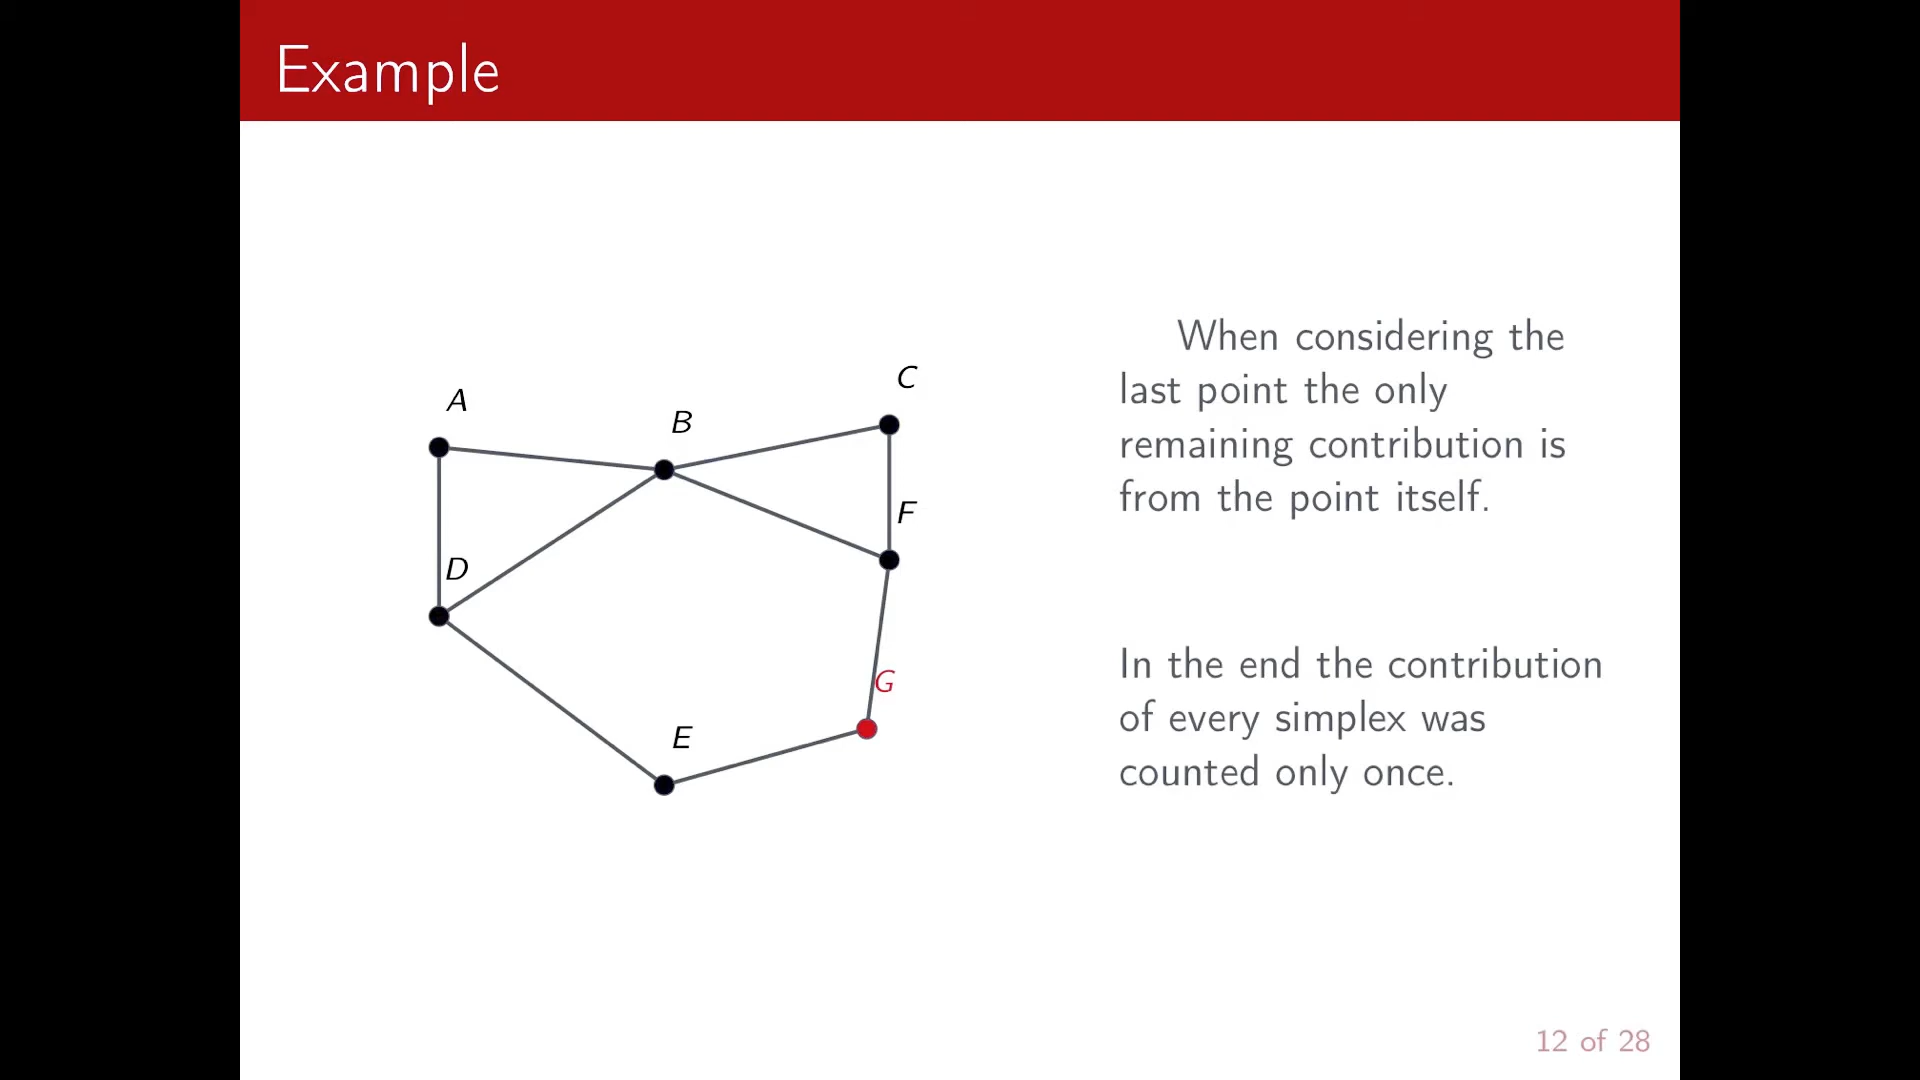 Example
A
B
C
D
E
F
G
When considering the
last point the only
remaining contribution is
from the point itself.
In the end the contribution
of every simplex was
counted only once.
12 of 28